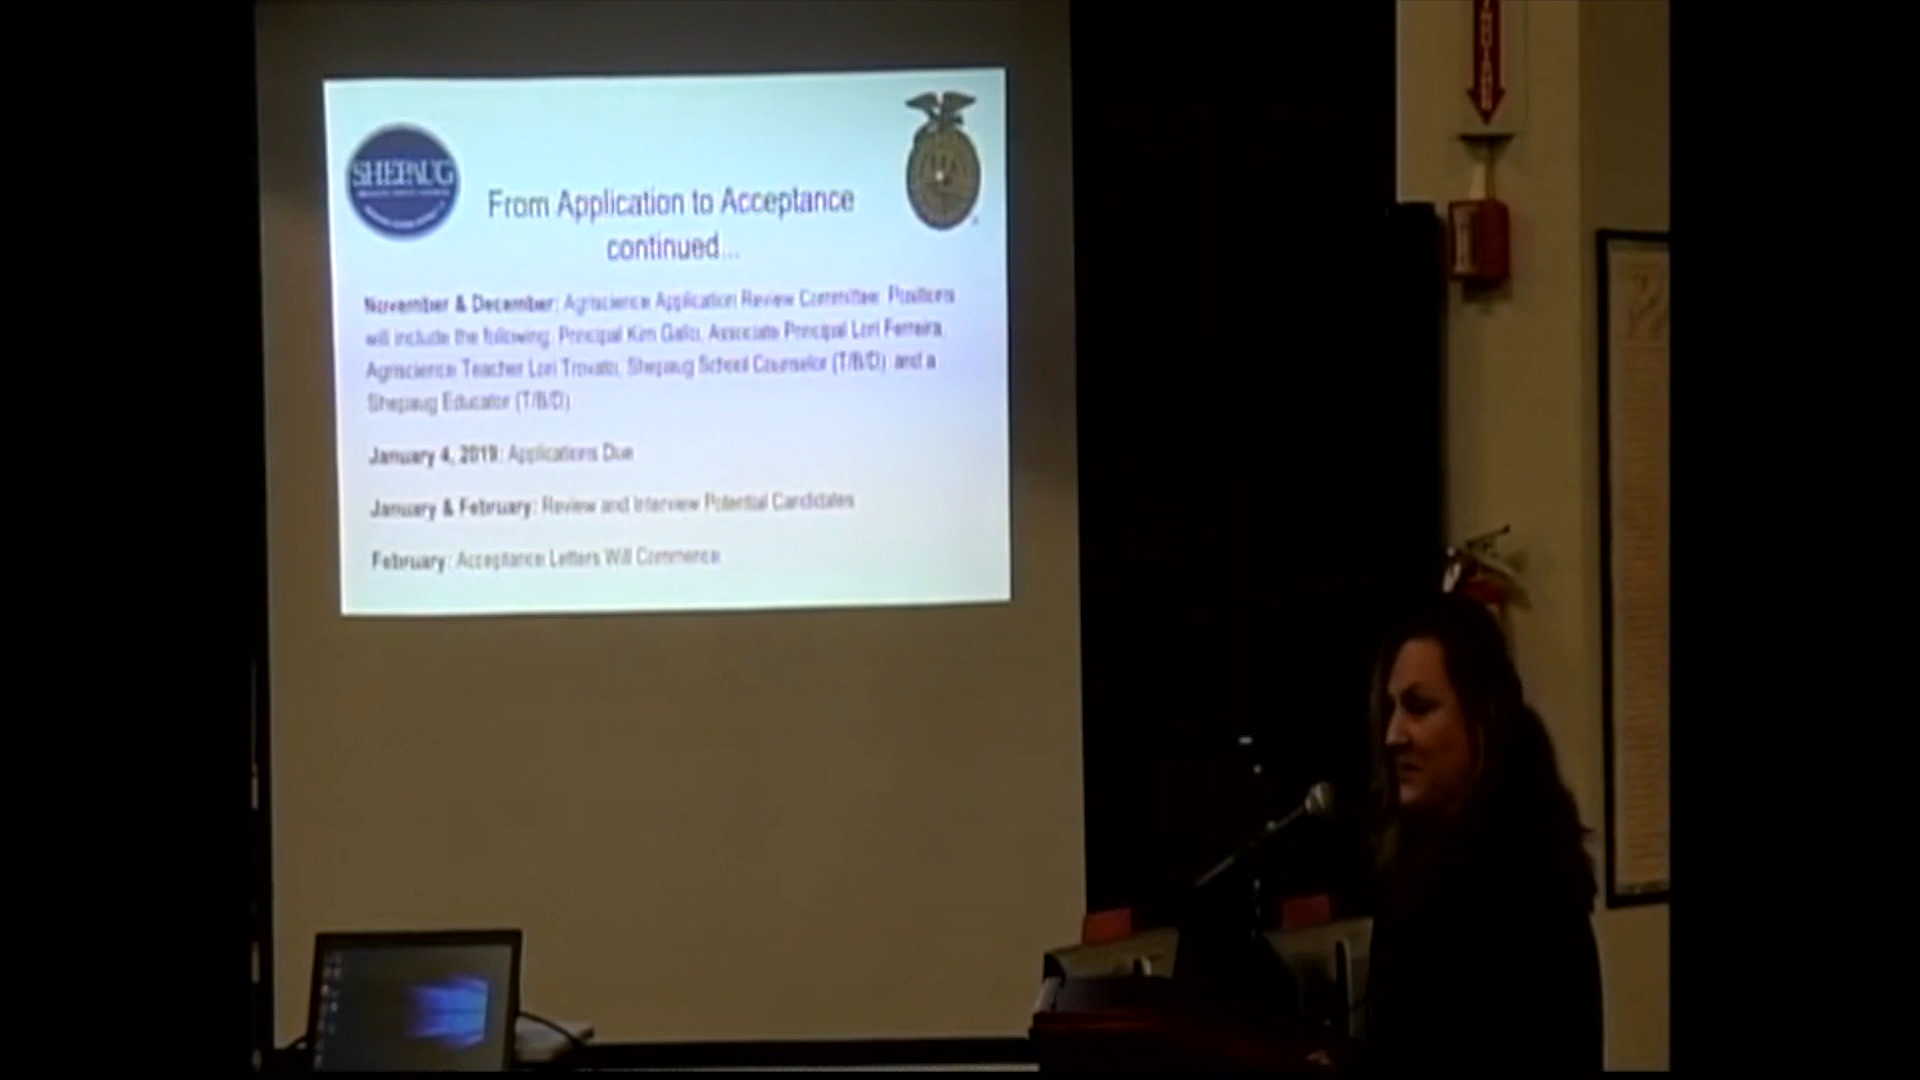 SHEPAUG
From Application to Acceptance
continued...
November & December: Agriscience Application Review Committee: Positions
will include the following: Principal Kim Gallo, Associate Principal Lori Ferreira,
Agriscience Teacher Lori Trovato, Shepaug School Counselor (T/B/D) and a
Shepaug Educator (T/B/D)
January 4, 2019: Applications Due
January & February: Review and Interview Potential Candidates
February: Acceptance Letters Will Commence